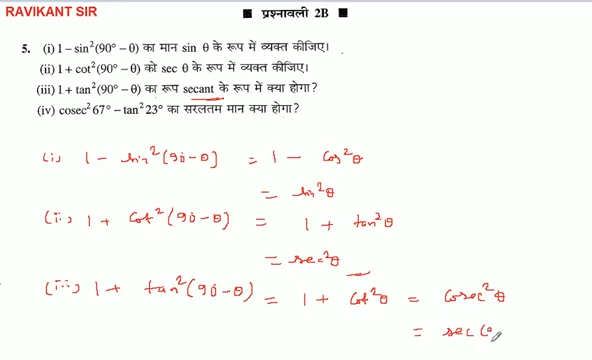 RAVIKANT SIR
■ प्रश्नावली 2B ■
5. (i) 1 – sin²(90° – θ) का मान sin θ के रूप में व्यक्त कीजिए।
(ii) 1 + cot²(90° – θ) को sec θ के रूप में व्यक्त कीजिए।
(iii) 1 + tan²(90° – θ) का रूप secant के रूप में क्या होगा?
(iv) cosec²67° – tan²23° का सरलतम मान क्या होगा?
(i) 1 – sin²(90 – θ) = 1 – cos²θ
= sin²θ
(ii) 1 + cot²(90 – θ) = 1 + tan²θ
= sec²θ
(iii) 1 + tan²(90 – θ) = 1 + cot²θ = cosec²θ
= sec(9